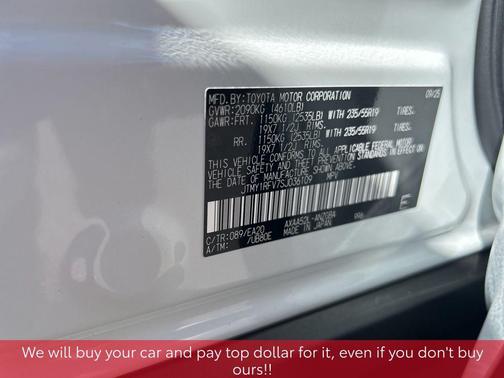 MFD. BY: TOYOTA MOTOR CORPORATION 09/25
GVWR: 2090KG (4610LB)
GAWR: FRT. 1150KG (2535LB) WITH 235/55R19 TIRES,
19X7 1/2J RIMS,
RR. 1150KG (2535LB) WITH 235/55R19 TIRES,
19X7 1/2J RIMS,
THIS VEHICLE CONFORMS TO ALL APPLICABLE FEDERAL MOTOR
VEHICLE SAFETY STANDARDS IN EFFECT ON
THE DATE OF MANUFACTURE SHOWN ABOVE.
JTMY1RFV7SJ036109 MPV
C/TR: 089/EA20 AXAA52L-ANZGBA 996
A/TM: /UB80E MADE IN JAPAN
We will buy your car and pay top dollar for it, even if you don't buy
ours!!